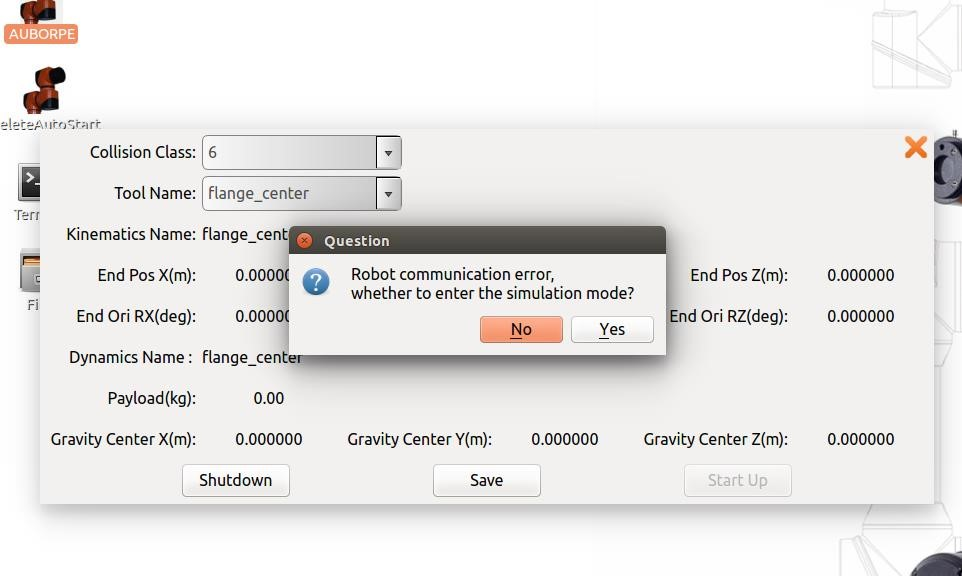 AUBORPE
eleteAutoStart
Collision Class: 6
Tool Name: flange_center
Kinematics Name: flange_cent
Question
Robot communication error,
whether to enter the simulation mode?
No Yes
End Pos X(m): 0.00000 End Pos Z(m): 0.000000
End Ori RX(deg): 0.00000 End Ori RZ(deg): 0.000000
Dynamics Name : flange_center
Payload(kg): 0.00
Gravity Center X(m): 0.000000 Gravity Center Y(m): 0.000000 Gravity Center Z(m): 0.000000
Shutdown Save Start Up
Tern
Fi